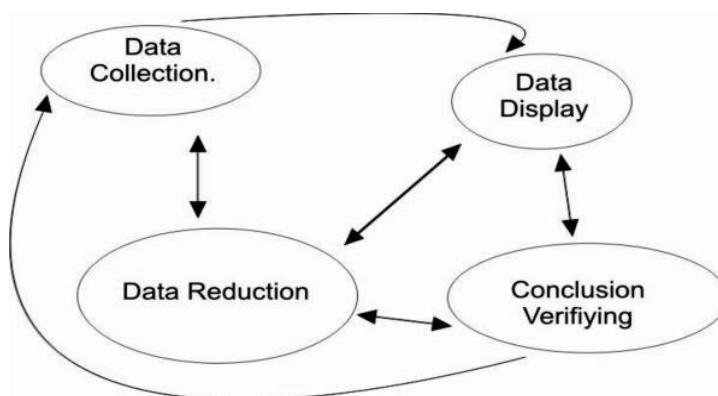 Data
Collection.
Data
Display
Data Reduction
Conclusion
Verifiying